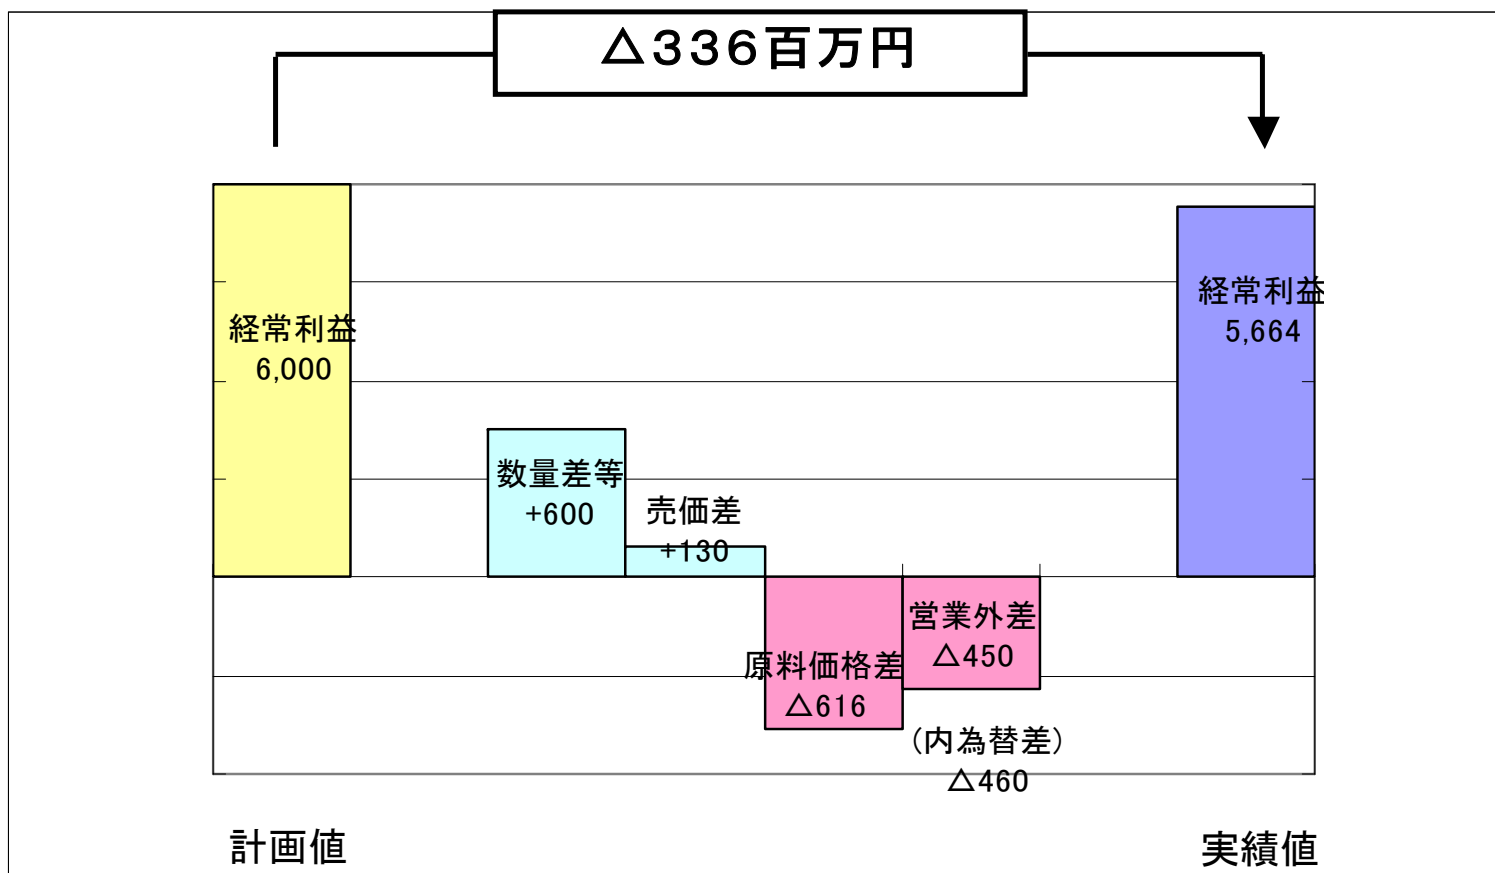 △336百万円
経常利益
6,000
経常利益
5,664
数量差等
+600
売価差
+130
原料価格差
△616
営業外差
△450
(内為替差)
△460
計画値
実績値